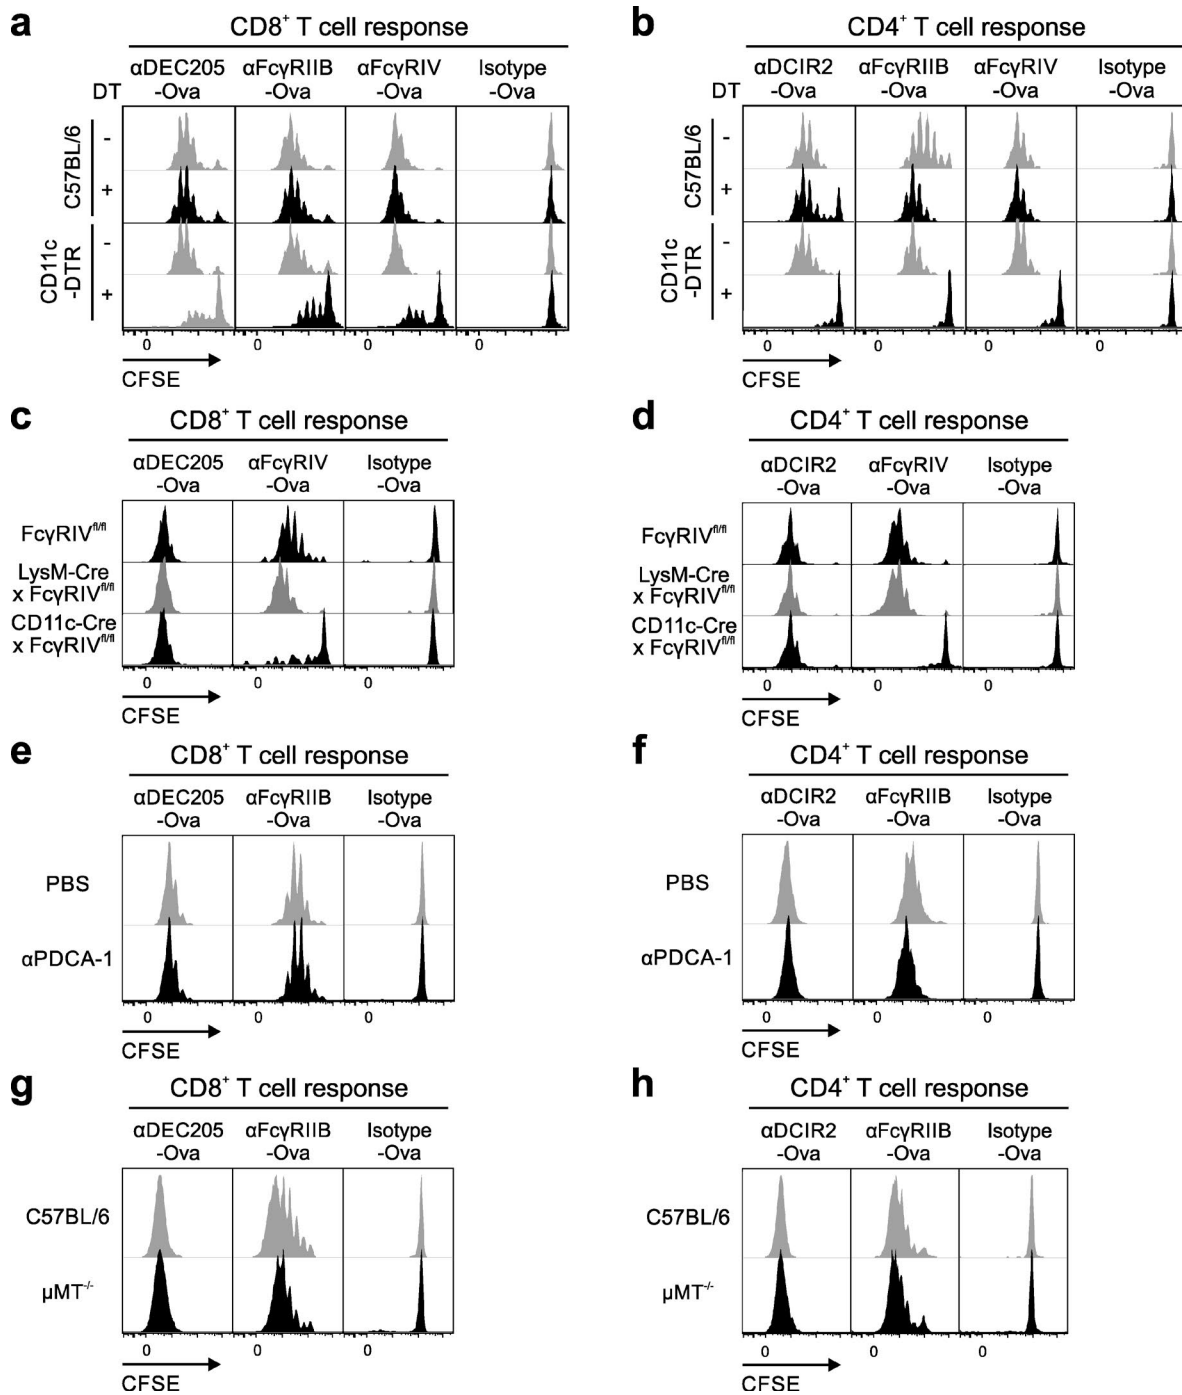 a
CD8⁺ T cell response
αDEC205 αFcγRIIB αFcγRIV Isotype
DT -Ova -Ova -Ova -Ova
C57BL/6
-
+
CD11c
-DTR
-
+
0 0 0 0
CFSE
b
CD4⁺ T cell response
αDCIR2 αFcγRIIB αFcγRIV Isotype
DT -Ova -Ova -Ova -Ova
C57BL/6
-
+
CD11c
-DTR
-
+
0 0 0 0
CFSE
c
CD8⁺ T cell response
αDEC205 αFcγRIV Isotype
-Ova -Ova -Ova
FcγRIV^fl/fl
LysM-Cre
x FcγRIV^fl/fl
CD11c-Cre
x FcγRIV^fl/fl
0 0 0
CFSE
d
CD4⁺ T cell response
αDCIR2 αFcγRIV Isotype
-Ova -Ova -Ova
FcγRIV^fl/fl
LysM-Cre
x FcγRIV^fl/fl
CD11c-Cre
x FcγRIV^fl/fl
0 0 0
CFSE
e
CD8⁺ T cell response
αDEC205 αFcγRIIB Isotype
-Ova -Ova -Ova
PBS
αPDCA-1
0 0 0
CFSE
f
CD4⁺ T cell response
αDCIR2 αFcγRIIB Isotype
-Ova -Ova -Ova
PBS
αPDCA-1
0 0 0
CFSE
g
CD8⁺ T cell response
αDEC205 αFcγRIIB Isotype
-Ova -Ova -Ova
C57BL/6
μMT⁻/⁻
0 0 0
CFSE
h
CD4⁺ T cell response
αDCIR2 αFcγRIIB Isotype
-Ova -Ova -Ova
C57BL/6
μMT⁻/⁻
0 0 0
CFSE